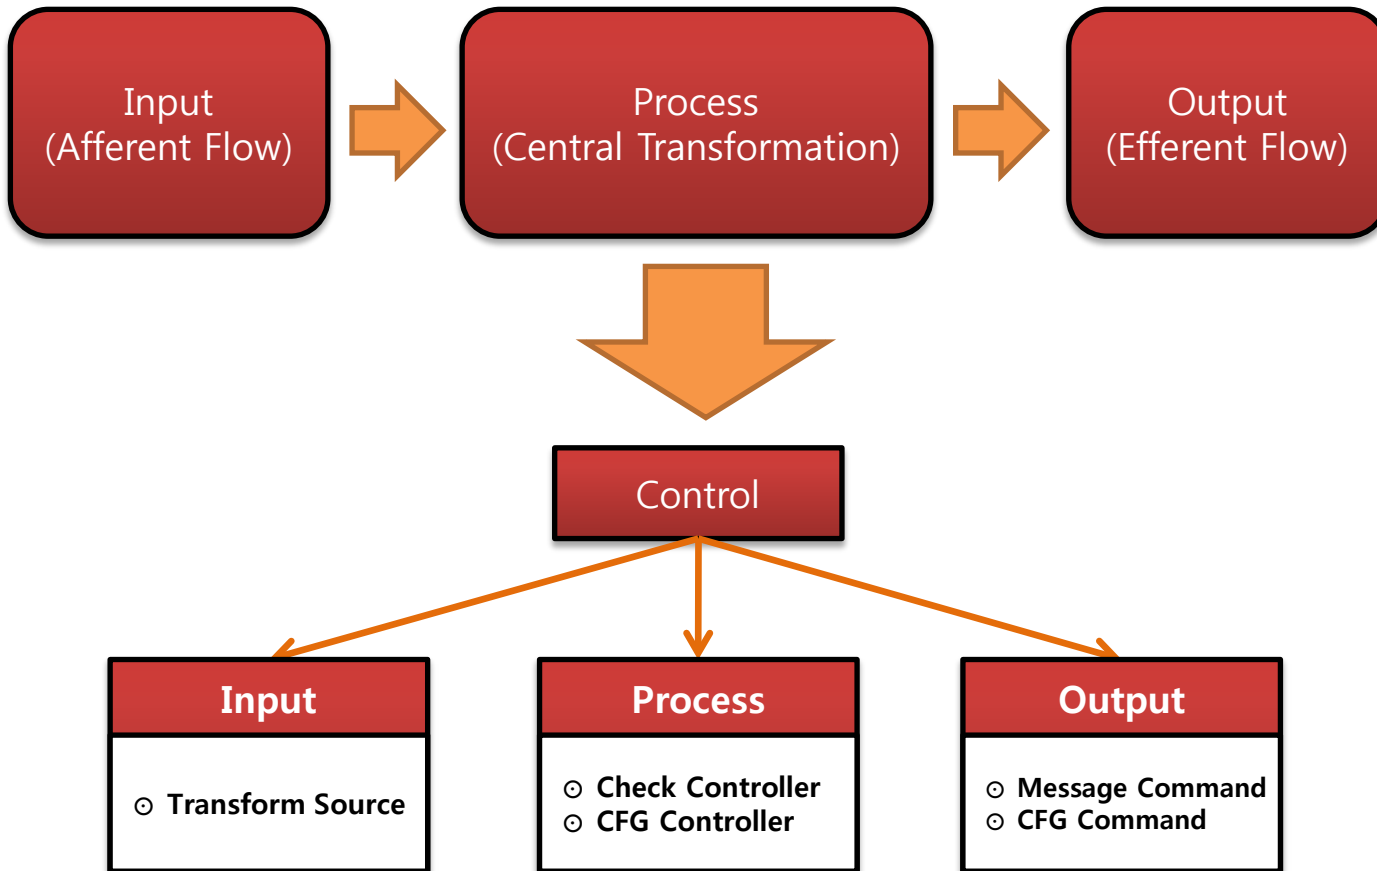 Input
(Afferent Flow)
Process
(Central Transformation)
Output
(Efferent Flow)
Control
Input
⊙ Transform Source
Process
⊙ Check Controller
⊙ CFG Controller
Output
⊙ Message Command
⊙ CFG Command